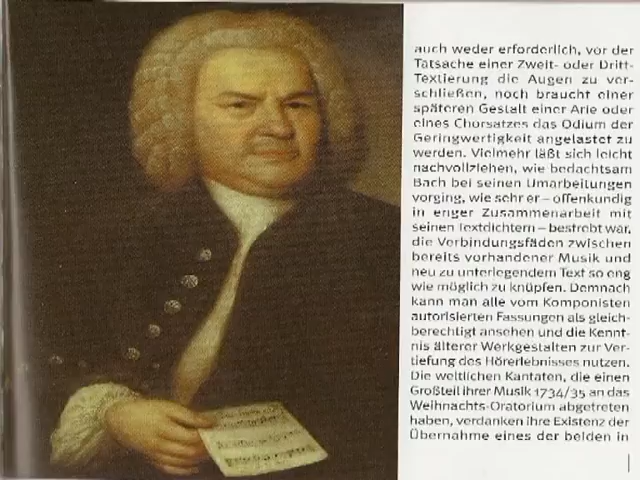 auch weder erforderlich, vor der
Tatsache einer Zweit- oder Dritt-
Textierung die Augen zu ver-
schließen, noch braucht einer
späteren Gestalt einer Arie oder
eines Chorsatzes das Odium der
Geringwertigkeit angelastet zu
werden. Vielmehr läßt sich leicht
nachvollziehen, wie bedachtsam
Bach bei seinen Umarbeitungen
vorging, wie sehr er – offenkundig
in enger Zusammenarbeit mit
seinen Textdichtern – bestrebt war,
die Verbindungsfäden zwischen
bereits vorhandener Musik und
neu zu unterlegendem Text so eng
wie möglich zu knüpfen. Demnach
kann man alle vom Komponisten
autorisierten Fassungen als gleich-
berechtigt ansehen und die Kennt-
nis älterer Werkgestalten zur Ver-
tiefung des Hörerlebnisses nutzen.
Die weltlichen Kantaten, die einen
Großteil ihrer Musik 1734/35 an das
Weihnachts-Oratorium abgetreten
haben, verdanken ihre Existenz der
Übernahme eines der beiden in